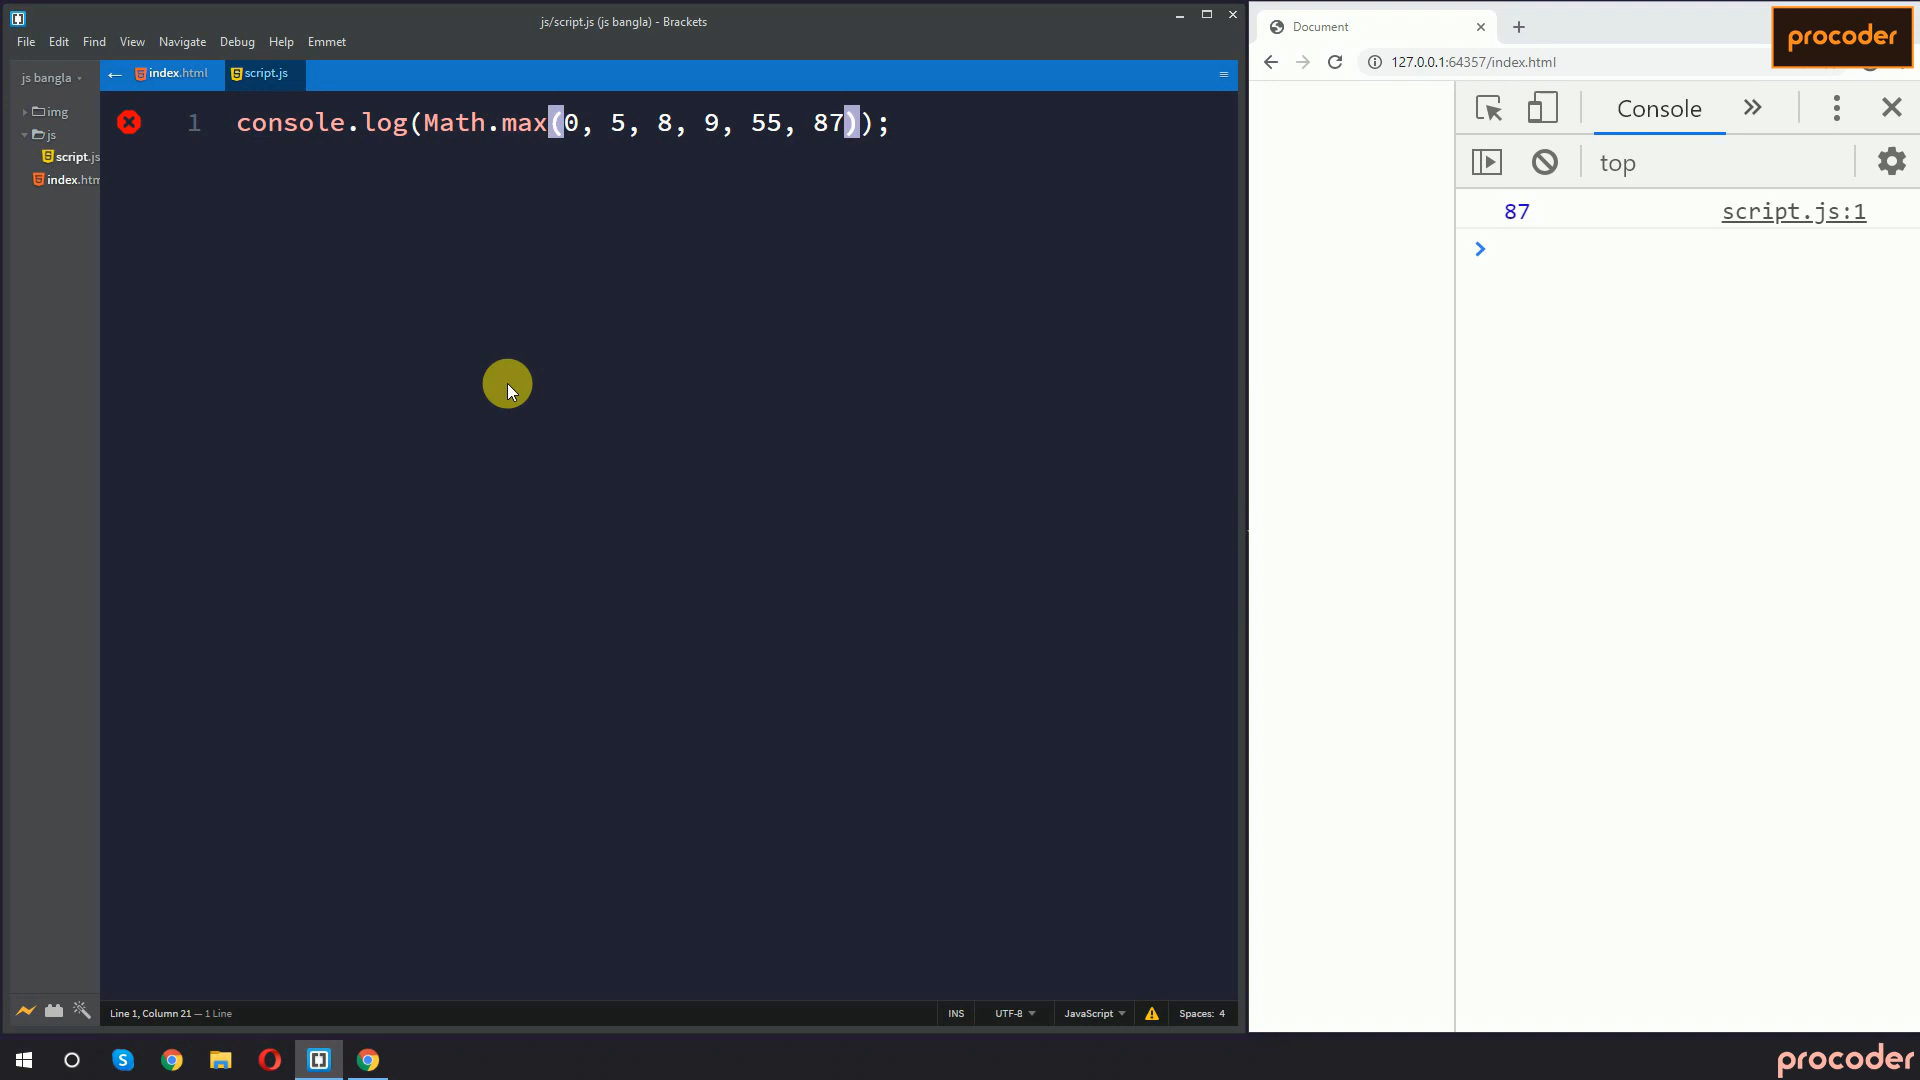 js/script.js (js bangla) - Brackets
File Edit Find View Navigate Debug Help Emmet
js bangla
img
js
script.js
index.htm
index.html script.js
1 console.log(Math.max(0, 5, 8, 9, 55, 87));
Line 1, Column 21 — 1 Line
INS UTF-8 JavaScript Spaces: 4
Document
127.0.0.1:64357/index.html
procoder
Console
top
87 script.js:1
procoder